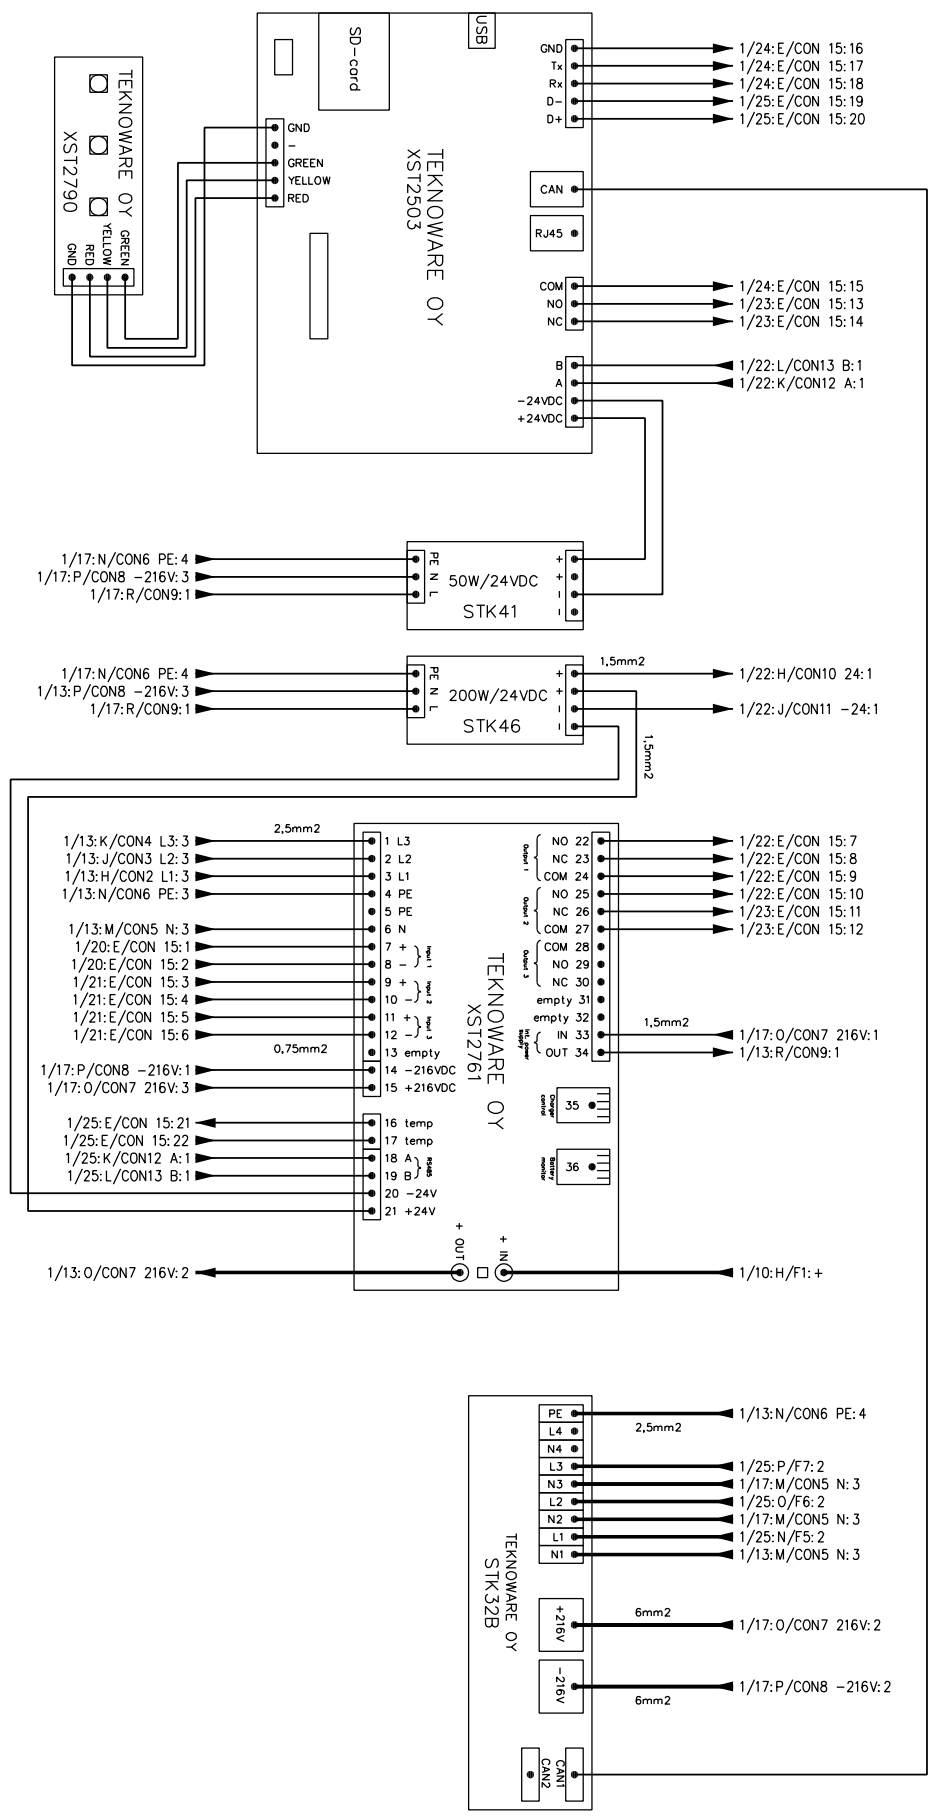 TEKNOWARE OY
XST2790
GND
RED
YELLOW
GREEN
SD-card
USB
TEKNOWARE OY
XST2503
GND
-
GREEN
YELLOW
RED
GND 1/24:E/CON 15:16
Tx 1/24:E/CON 15:17
Rx 1/24:E/CON 15:18
D- 1/25:E/CON 15:19
D+ 1/25:E/CON 15:20
CAN
RJ45
COM 1/24:E/CON 15:15
NO 1/23:E/CON 15:13
NC 1/23:E/CON 15:14
B 1/22:L/CON13 B:1
A 1/22:K/CON12 A:1
-24VDC
+24VDC
1/17:N/CON6 PE:4 PE
1/17:P/CON8 -216V:3 N
1/17:R/CON9:1 L
50W/24VDC
STK41
+
+
-
-
1/17:N/CON6 PE:4 PE
1/13:P/CON8 -216V:3 N
1/17:R/CON9:1 L
200W/24VDC
STK46
+ 1,5mm2 1/22:H/CON10 24:1
+
- 1/22:J/CON11 -24:1
-
1,5mm2
TEKNOWARE OY
XST2761
2,5mm2
1/13:K/CON4 L3:3 1 L3
1/13:J/CON3 L2:3 2 L2
1/13:H/CON2 L1:3 3 L1
1/13:N/CON6 PE:3 4 PE
5 PE
1/13:M/CON5 N:3 6 N
1/20:E/CON 15:1 7 +
1/20:E/CON 15:2 8 -
Input 1
1/21:E/CON 15:3 9 +
1/21:E/CON 15:4 10 -
Input 2
1/21:E/CON 15:5 11 +
1/21:E/CON 15:6 12 -
Input 3
0,75mm2
13 empty
1/17:P/CON8 -216V:1 14 -216VDC
1/17:O/CON7 216V:3 15 +216VDC
1/25:E/CON 15:21 16 temp
1/25:E/CON 15:22 17 temp
1/25:K/CON12 A:1 18 A
1/25:L/CON13 B:1 19 B
RS485
20 -24V
21 +24V
Output 1
NO 22 1/22:E/CON 15:7
NC 23 1/22:E/CON 15:8
COM 24 1/22:E/CON 15:9
Output 2
NO 25 1/22:E/CON 15:10
NC 26 1/23:E/CON 15:11
COM 27 1/23:E/CON 15:12
Output 3
COM 28
NO 29
NC 30
empty 31
empty 32
Int. power
supply
1,5mm2
IN 33 1/17:O/CON7 216V:1
OUT 34 1/13:R/CON9:1
Charger
control
35
Battery
monitor
36
+ OUT
+ IN
1/13:O/CON7 216V:2
1/10:H/F1:+
TEKNOWARE OY
STK32B
PE 1/13:N/CON6 PE:4
2,5mm2
L4
N4
L3 1/25:P/F7:2
N3 1/17:M/CON5 N:3
L2 1/25:O/F6:2
N2 1/17:M/CON5 N:3
L1 1/25:N/F5:2
N1 1/13:M/CON5 N:3
+216V 6mm2 1/17:O/CON7 216V:2
-216V 6mm2 1/17:P/CON8 -216V:2
CAN1
CAN2